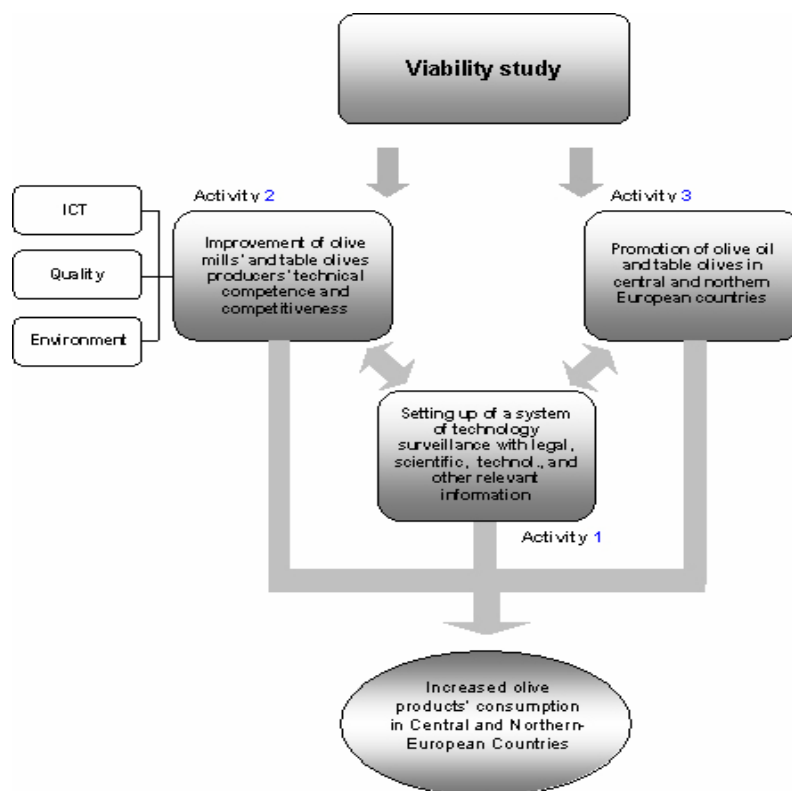 Viability study
Activity 2
Activity 3
ICT
Quality
Environment
Improvement of olive
mills' and table olives
producers' technical
competence and
competitiveness
Promotion of olive oil
and table olives in
central and northern
European countries
Setting up of a system
of technology
surveillance with legal,
scientific, technol., and
other relevant
information
Activity 1
Increased olive
products' consumption
in Central and Northern-
European Countries